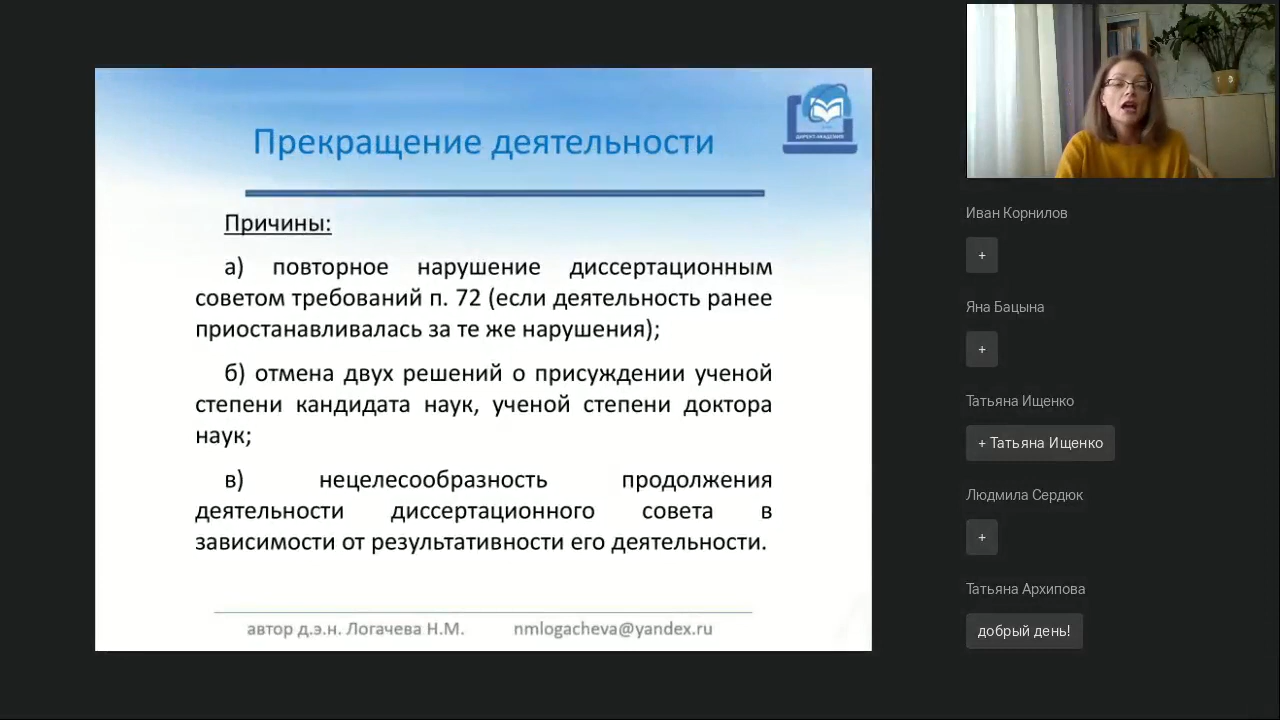 Прекращение деятельности
ДИРЕКТ-АКАДЕМИЯ
Причины:
а) повторное нарушение диссертационным
советом требований п. 72 (если деятельность ранее
приостанавливалась за те же нарушения);
б) отмена двух решений о присуждении ученой
степени кандидата наук, ученой степени доктора
наук;
в) нецелесообразность продолжения
деятельности диссертационного совета в
зависимости от результативности его деятельности.
автор д.э.н. Логачева Н.М. nmlogacheva@yandex.ru
Иван Корнилов
+
Яна Бацына
+
Татьяна Ищенко
+ Татьяна Ищенко
Людмила Сердюк
+
Татьяна Архипова
добрый день!